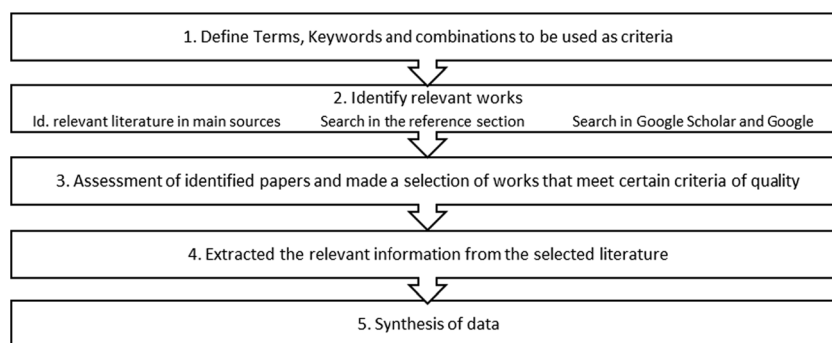 1. Define Terms, Keywords and combinations to be used as criteria
2. Identify relevant works
Id. relevant literature in main sources Search in the reference section Search in Google Scholar and Google
3. Assessment of identified papers and made a selection of works that meet certain criteria of quality
4. Extracted the relevant information from the selected literature
5. Synthesis of data